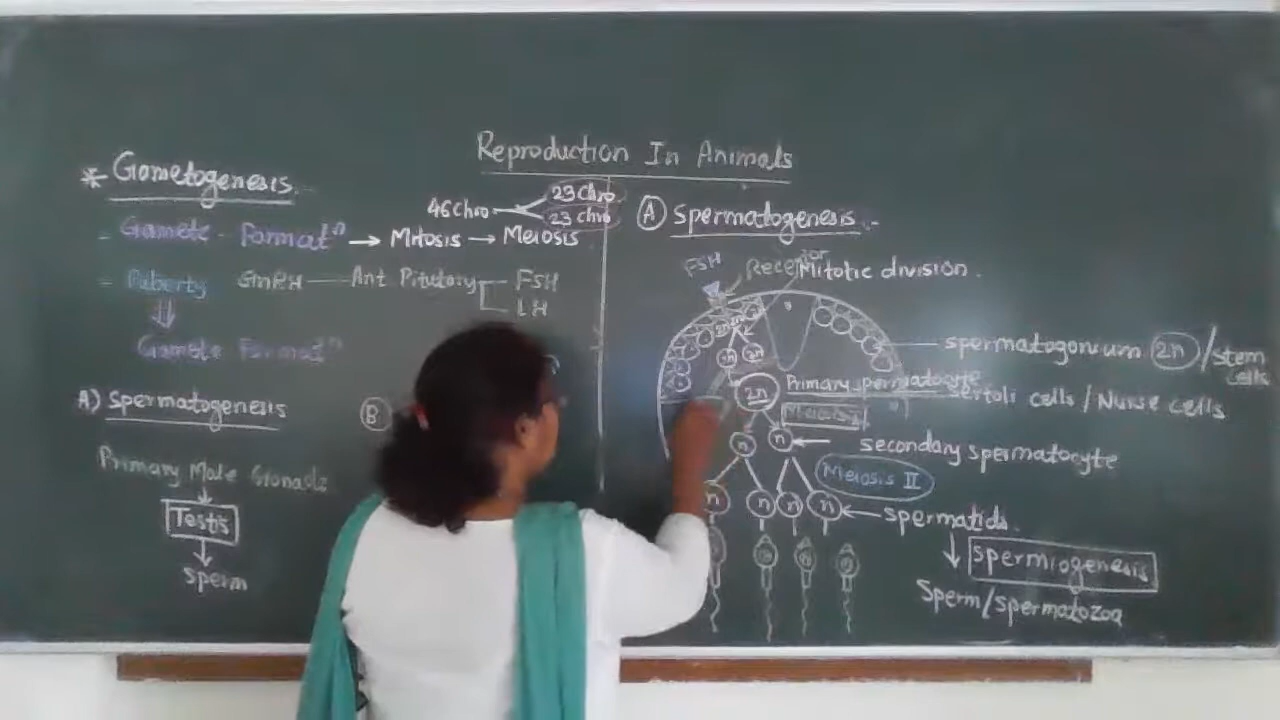 Reproduction In Animals
* Gametogenesis
- Gamete Formatⁿ → Mitosis → Meiosis
46 Chro
23 Chro
23 chro
- Puberty GnRH Ant Pitutory FSH
LH
Gamete Formatⁿ
A) Spermatogenesis
Primary Male Gronads
Testis
sperm
B
A Spermatogenesis :-
FSH Receptor
Mitotic division.
spermatogonium 2n / stem cells
sertoli cells / Nurse cells
2n Primary spermatocyte
Meiosis I
n n ← secondary spermatocyte
Meiosis II
n n n n ← spermatids.
↓ spermiogenesis
Sperm/spermatozoa